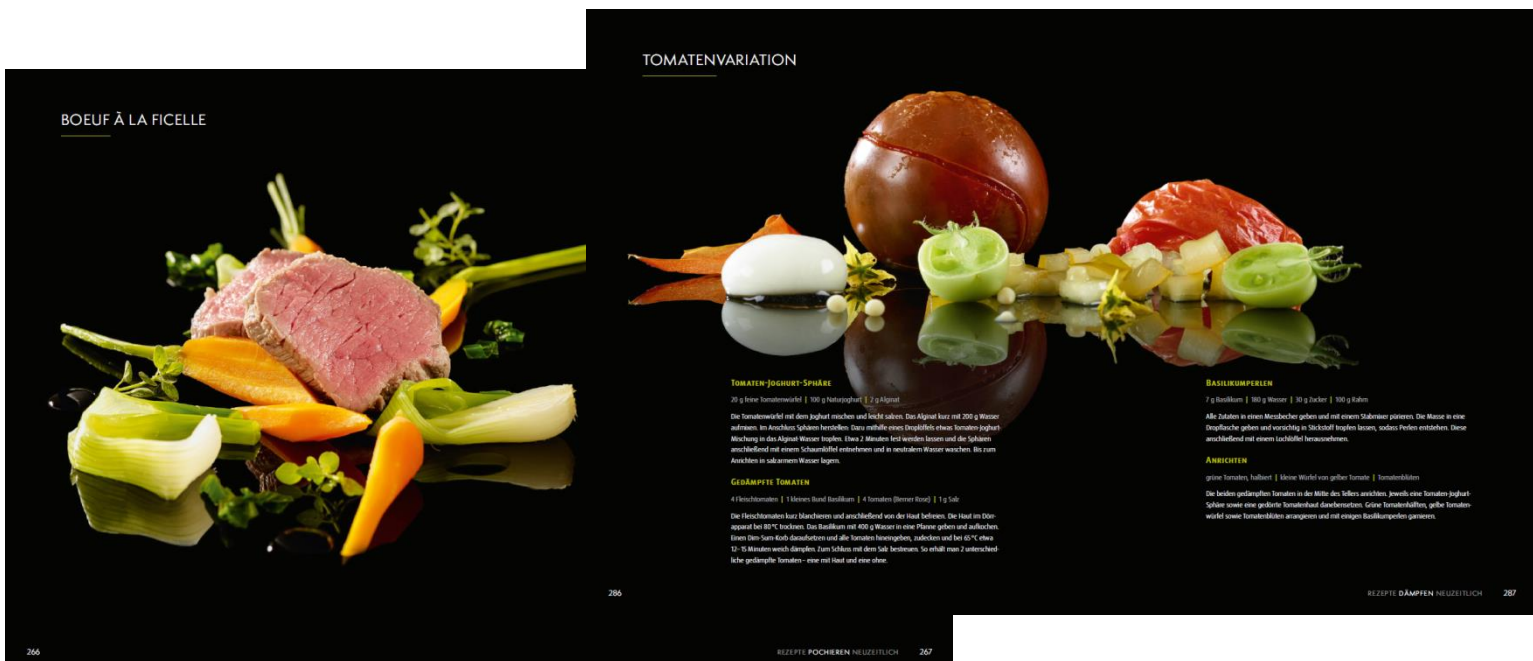 BOEUF À LA FICELLE
266
REZEPTE POCHIEREN NEUZEITLICH 267
TOMATENVARIATION
TOMATEN-JOGHURT-SPHÄRE
20 g feine Tomatenwürfel | 100 g Naturjoghurt | 2 g Alginat
Die Tomatenwürfel mit dem Joghurt mischen und leicht salzen. Das Alginat kurz mit 200 g Wasser
aufmixen. Im Anschluss Sphären herstellen: Dazu mithilfe eines Droplöffels etwas Tomaten-Joghurt-
Mischung in das Alginat-Wasser tropfen. Etwa 2 Minuten fest werden lassen und die Sphären
anschließend mit einem Schaumlöffel entnehmen und in neutralem Wasser waschen. Bis zum
Anrichten in salzarmem Wasser lagern.
GEDÄMPFTE TOMATEN
4 Fleischtomaten | 1 kleines Bund Basilikum | 4 Tomaten (Berner Rose) | 1 g Salz
Die Fleischtomaten kurz blanchieren und anschließend von der Haut befreien. Die Haut im Dörr-
apparat bei 80 °C trocknen. Das Basilikum mit 400 g Wasser in eine Pfanne geben und aufkochen.
Einen Dim-Sum-Korb daraufsetzen und alle Tomaten hineingeben, zudecken und bei 65 °C etwa
12–15 Minuten weich dämpfen. Zum Schluss mit dem Salz bestreuen. So erhält man 2 unterschied-
liche gedämpfte Tomaten – eine mit Haut und eine ohne.
BASILIKUMPERLEN
7 g Basilikum | 180 g Wasser | 30 g Zucker | 100 g Rahm
Alle Zutaten in einen Messbecher geben und mit einem Stabmixer pürieren. Die Masse in eine
Dropflasche geben und vorsichtig in Stickstoff tropfen lassen, sodass Perlen entstehen. Diese
anschließend mit einem Lochlöffel herausnehmen.
ANRICHTEN
grüne Tomaten, halbiert | kleine Würfel von gelber Tomate | Tomatenblüten
Die beiden gedämpften Tomaten in der Mitte des Tellers anrichten. Jeweils eine Tomaten-Joghurt-
Sphäre sowie eine gedörrte Tomatenhaut danebensetzen. Grüne Tomatenhälften, gelbe Tomaten-
würfel sowie Tomatenblüten arrangieren und mit einigen Basilikumperlen garnieren.
286
REZEPTE DÄMPFEN NEUZEITLICH 287